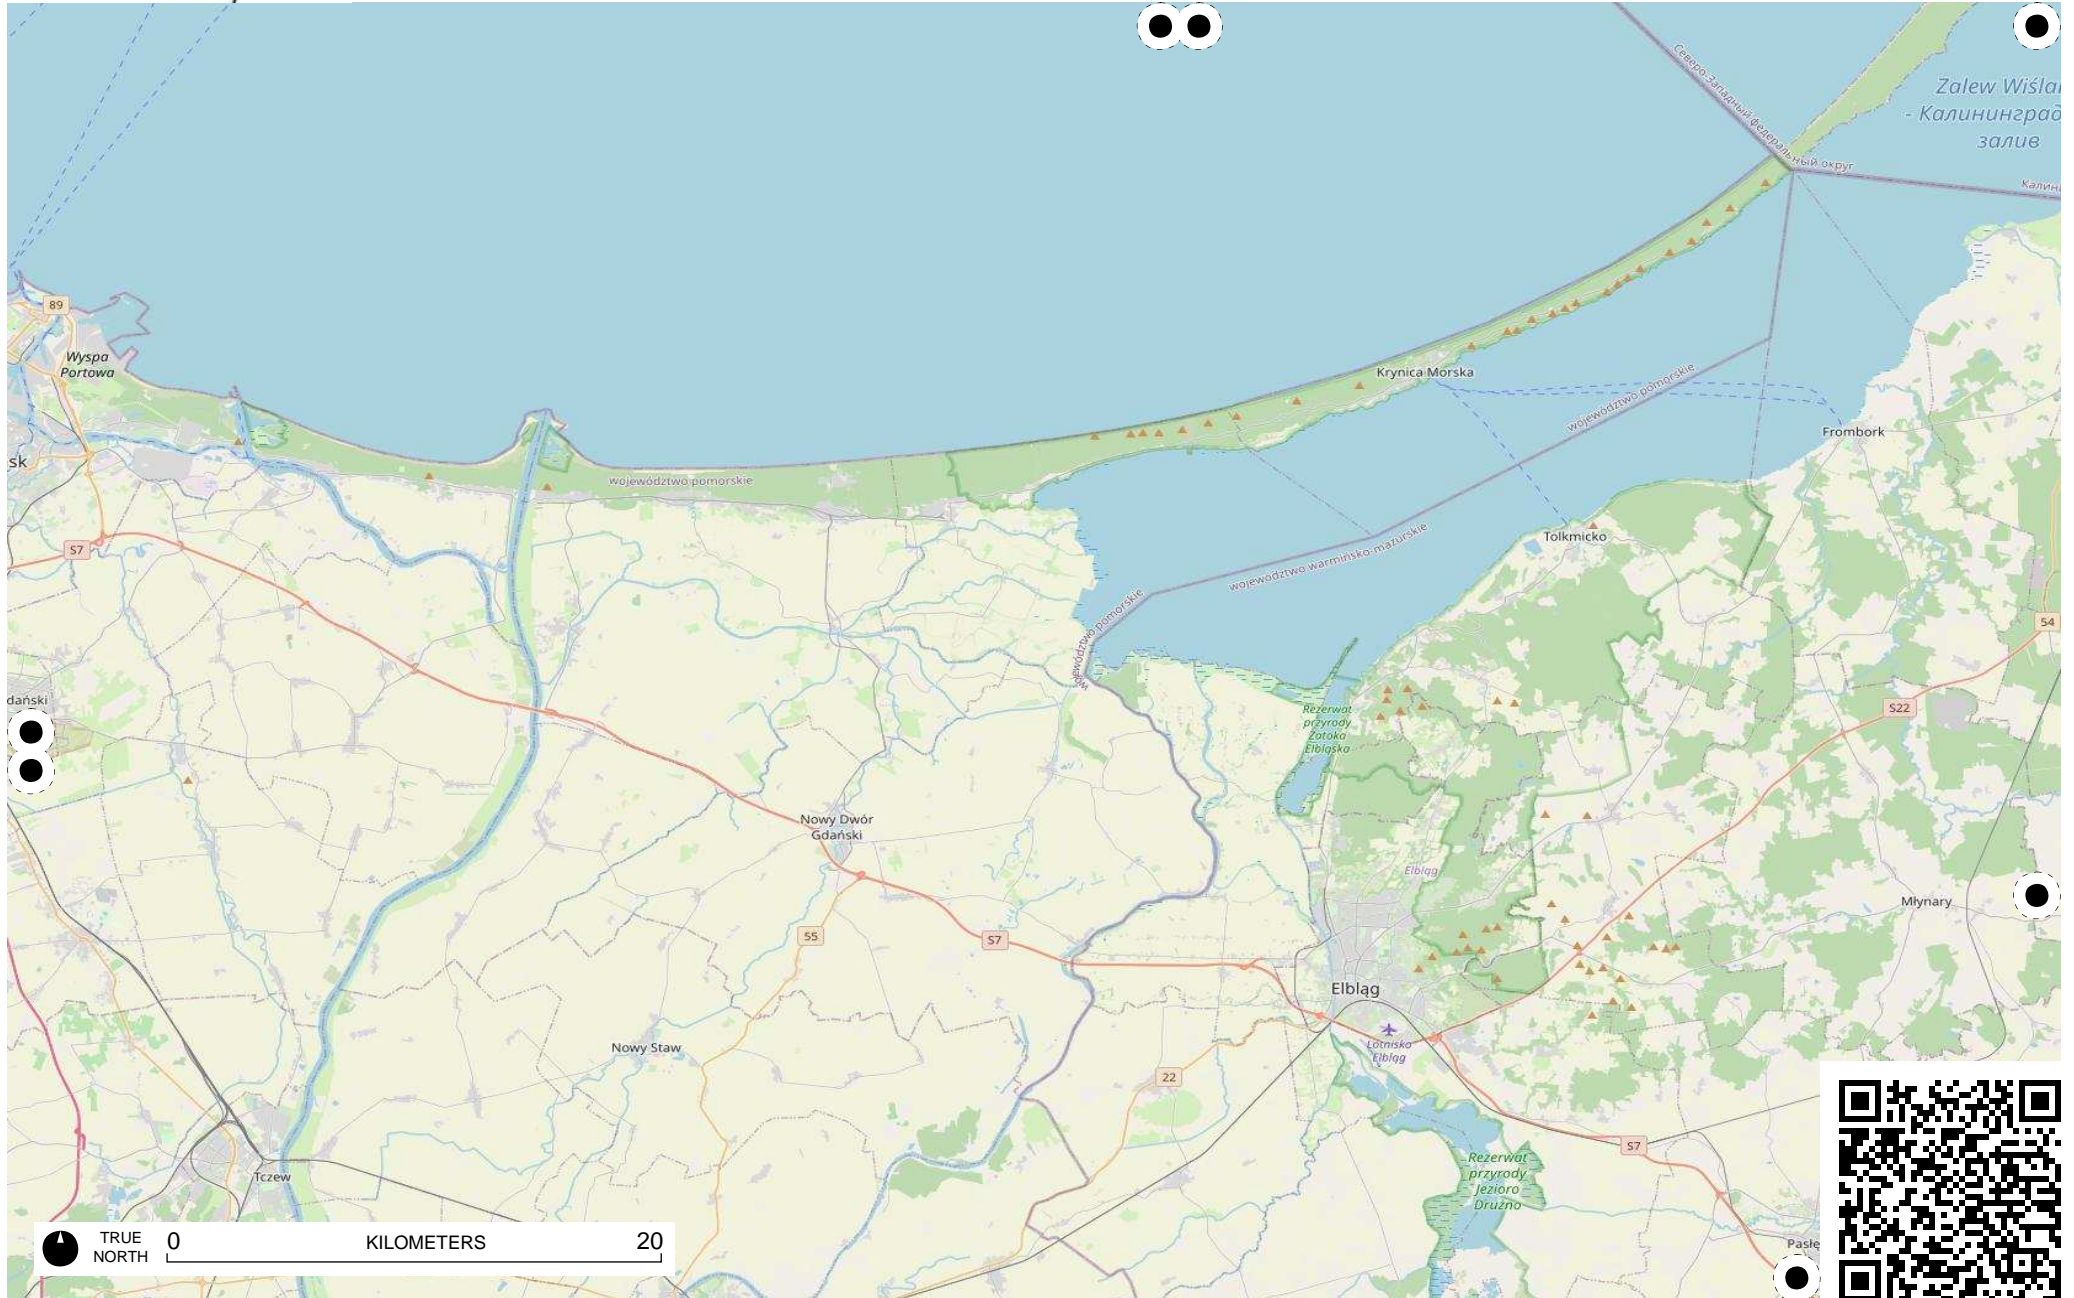 Северо-Западный федеральный округ
Zalew Wiślan
- Калининград
залив
Калини
89
Wyspa
Portowa
Krynica Morska
województwo pomorskie
Frombork
sk
województwo pomorskie
S7
województwo warmińsko-mazurskie
Tolkmicko
województwo pomorskie
54
dański
Rezerwat
przyrody
Zatoka
Elbląska
S22
Nowy Dwór
Gdański
Elbląg
Młynary
55
S7
Elbląg
Nowy Staw
Lotnisko
Elbląg
22
S7
Tczew
Rezerwat
przyrody
Jezioro
Drużno
Pasłę
TRUE
NORTH
0 KILOMETERS 20